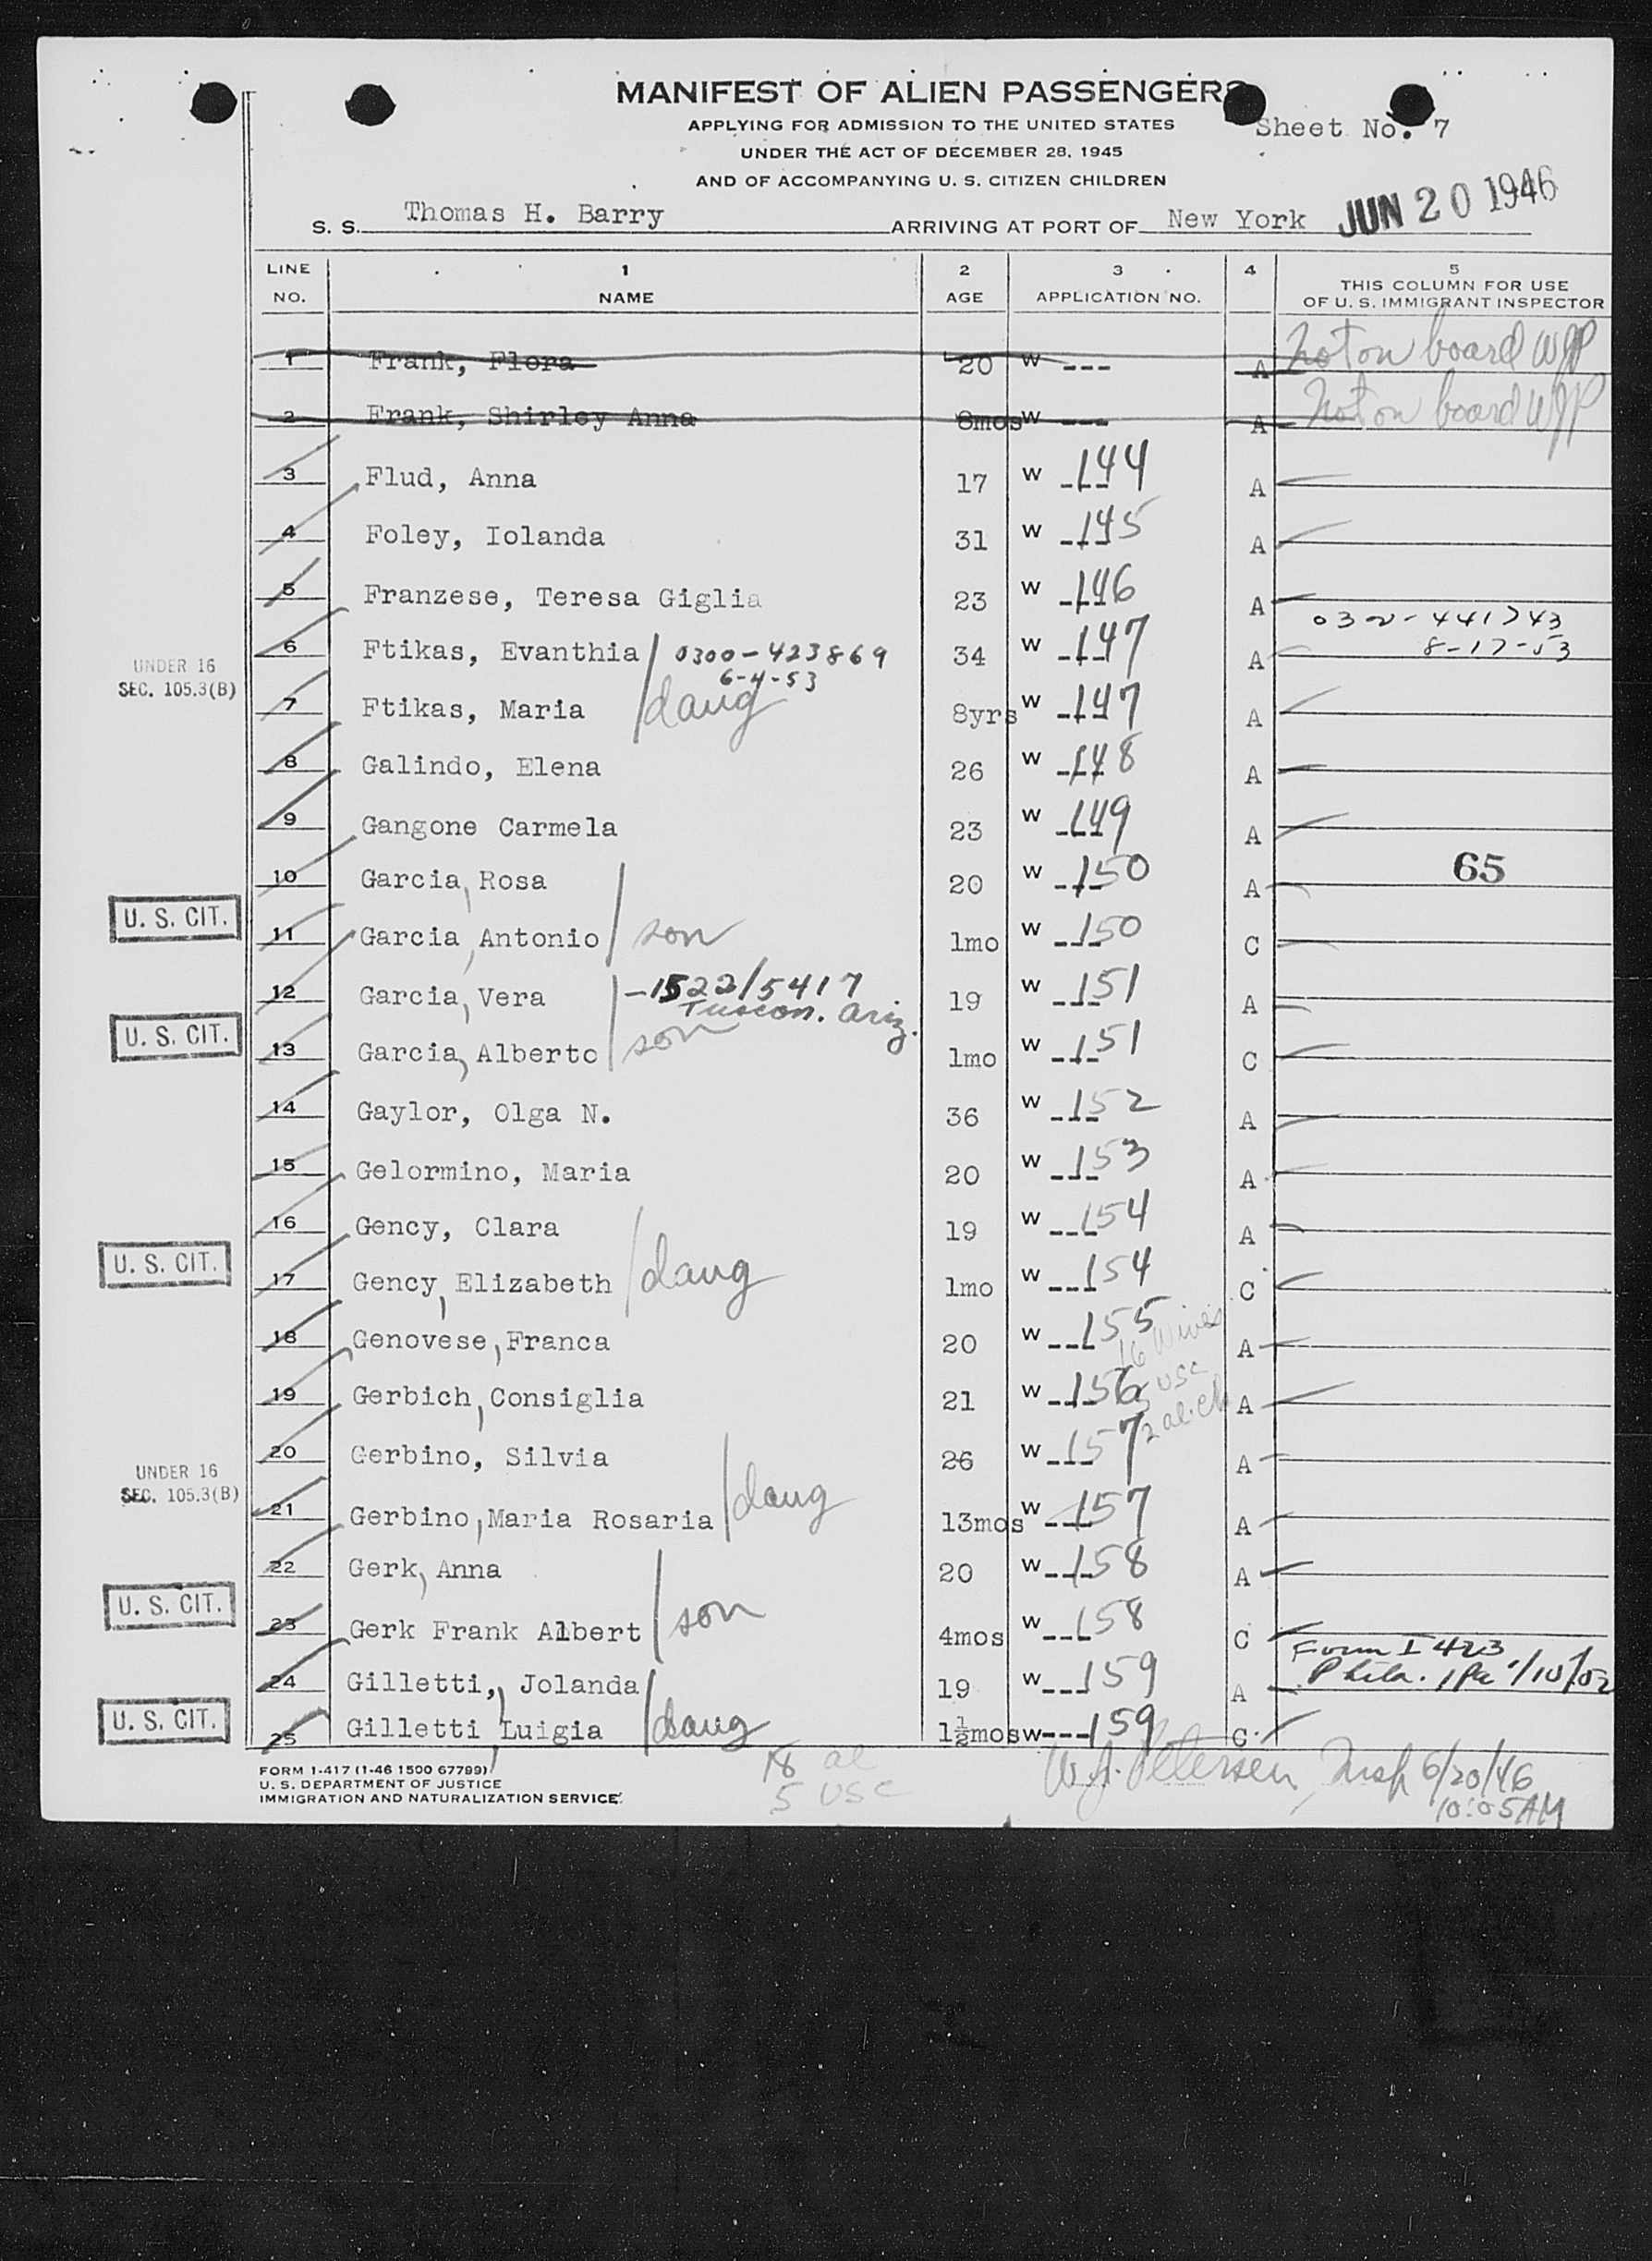 MANIFEST OF ALIEN PASSENGERS
APPLYING FOR ADMISSION TO THE UNITED STATES
Sheet No. 7
UNDER THE ACT OF DECEMBER 28, 1945
AND OF ACCOMPANYING U. S. CITIZEN CHILDREN
S. S. Thomas H. Barry ARRIVING AT PORT OF New York JUN 20 1946
LINE NO. 1 NAME 2 AGE 3 APPLICATION NO. 4 5 THIS COLUMN FOR USE OF U. S. IMMIGRANT INSPECTOR
1 Frank, Flora 20 W --- A Not on board WJP
2 Frank, Shirley Anna 8mos W --- A Not on board WJP
3 Flud, Anna 17 W 144 A
4 Foley, Iolanda 31 W 145 A
5 Franzese, Teresa Giglia 23 W 146 A
0300-441743
6 Ftikas, Evanthia 0300-423869 34 W 147 A 8-17-53
UNDER 16
SEC. 105.3(B)
6-4-53
7 Ftikas, Maria daug 8yrs W 147 A
8 Galindo, Elena 26 W 148 A
9 Gangone Carmela 23 W 149 A
65
10 Garcia, Rosa 20 W 150 A
U. S. CIT.
11 Garcia, Antonio son 1mo W 150 C
12 Garcia, Vera -1522/5417 19 W 151 A
Tuscon. Ariz.
U. S. CIT.
13 Garcia, Alberto son 1mo W 151 C
14 Gaylor, Olga N. 36 W 152 A
15 Gelormino, Maria 20 W 153 A
16 Gency, Clara 19 W 154 A
U. S. CIT.
17 Gency, Elizabeth daug 1mo W 154 C
18 Genovese, Franca 20 W 155 A
16 Wives
19 Gerbich, Consiglia 21 W 156 A
5 USC
2 al. ch
20 Gerbino, Silvia 26 W 157 A
UNDER 16
SEC. 105.3(B)
21 Gerbino, Maria Rosaria daug 13mos W 157 A
22 Gerk, Anna 20 W 158 A
U. S. CIT.
23 Gerk Frank Albert son 4mos W 158 C
Form I 423
24 Gilletti, Jolanda 19 W 159 A Phila. Pa
U. S. CIT.
25 Gilletti, Luigia daug 1½mos W 159 C
FORM I-417 (1-46 1500 67799)
U. S. DEPARTMENT OF JUSTICE
IMMIGRATION AND NATURALIZATION SERVICE
18 al
5 USC
W. J. Petersen, Insp 6/20/46
10:05 AM